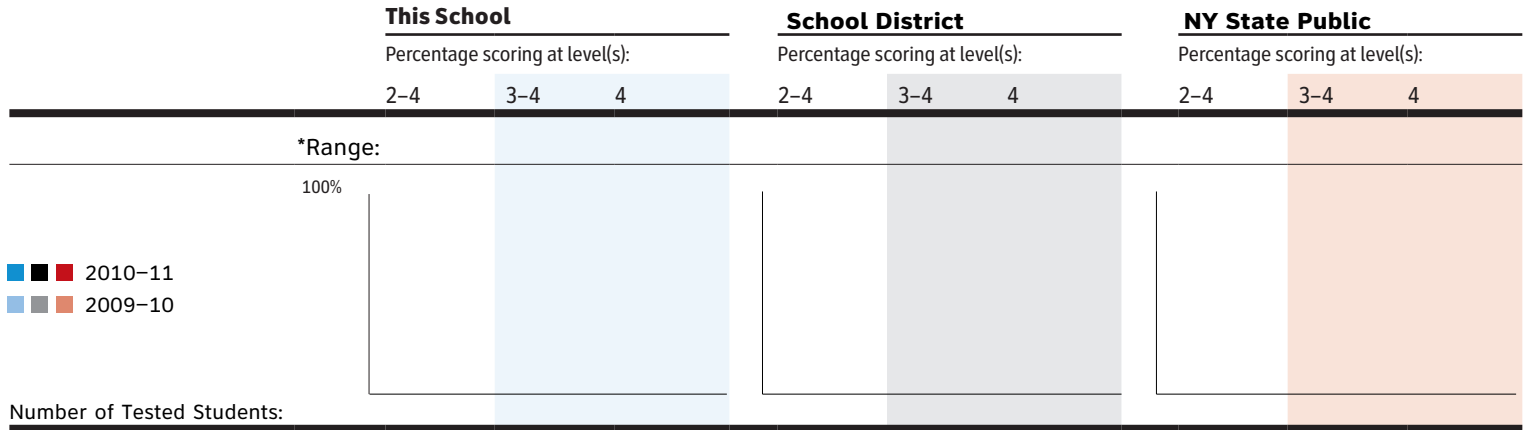 This School School District NY State Public
Percentage scoring at level(s): Percentage scoring at level(s): Percentage scoring at level(s):
2–4 3–4 4 2–4 3–4 4 2–4 3–4 4
*Range:
100%
2010–11
2009–10
Number of Tested Students: